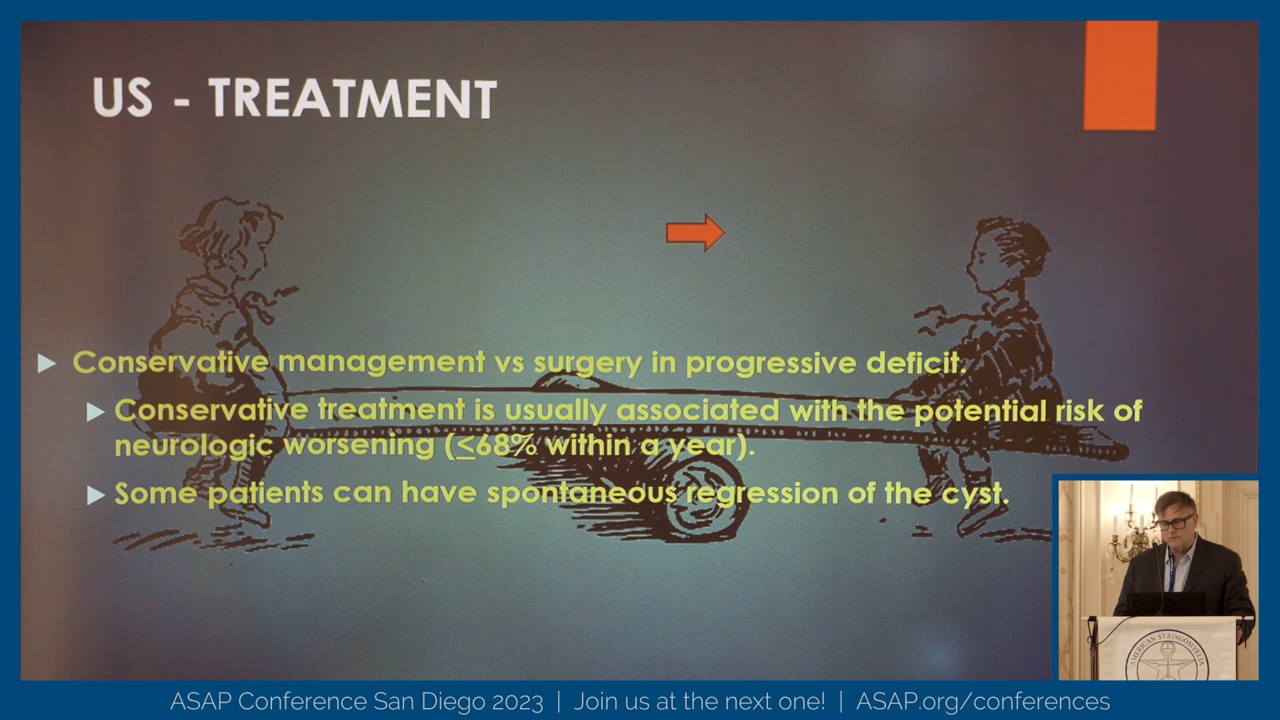 US - TREATMENT
Conservative management vs surgery in progressive deficit.
Conservative treatment is usually associated with the potential risk of
neurologic worsening (≤68% within a year).
Some patients can have spontaneous regression of the cyst.
AMERICAN SYRINGOMYELIA
ASAP Conference San Diego 2023 | Join us at the next one! | ASAP.org/conferences